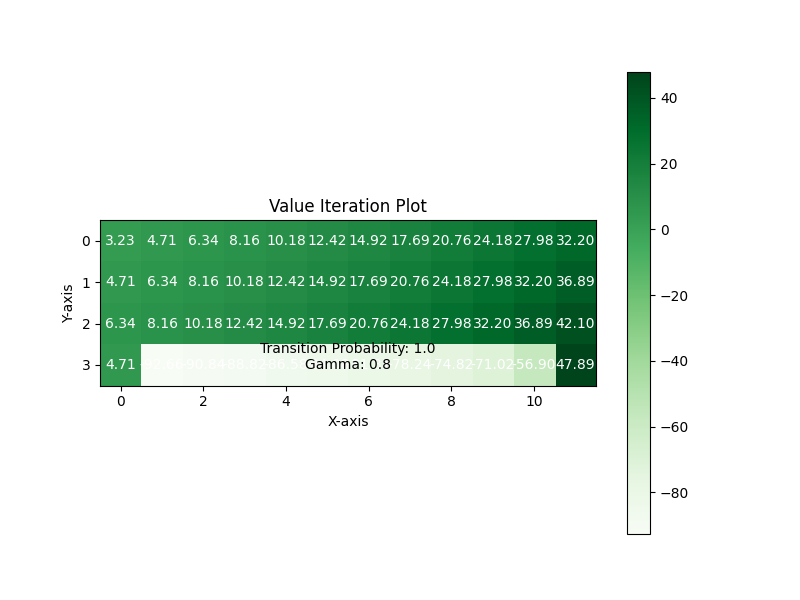 Value Iteration Plot
0 3.23 4.71 6.34 8.16 10.18 12.42 14.92 17.69 20.76 24.18 27.98 32.20
1 4.71 6.34 8.16 10.18 12.42 14.92 17.69 20.76 24.18 27.98 32.20 36.89
2 6.34 8.16 10.18 12.42 14.92 17.69 20.76 24.18 27.98 32.20 36.89 42.10
Transition Probability: 1.0
3 4.71 -78.24 -74.82 -71.02 -56.90 47.89
Gamma: 0.8
0 2 4 6 8 10
X-axis
Y-axis
40
20
0
−20
−40
−60
−80